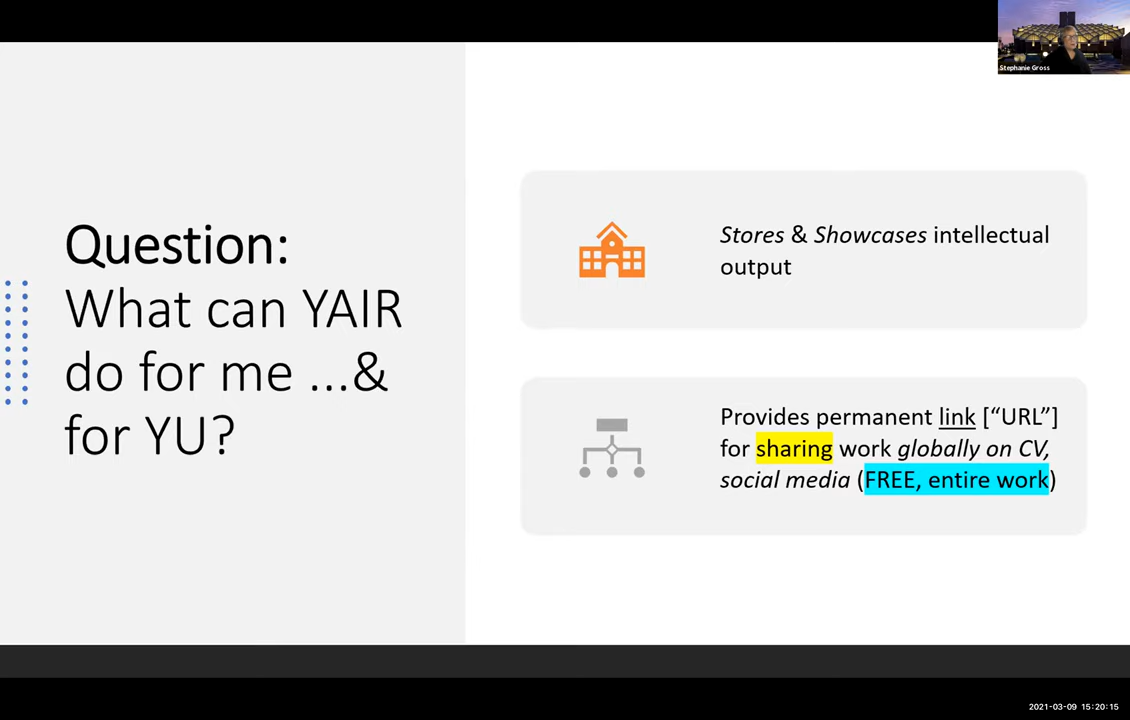 Stephanie Gross
Question:
What can YAIR
do for me ...&
for YU?
Stores & Showcases intellectual
output
Provides permanent link [“URL”]
for sharing work globally on CV,
social media (FREE, entire work)
2021-03-09 15:20:15